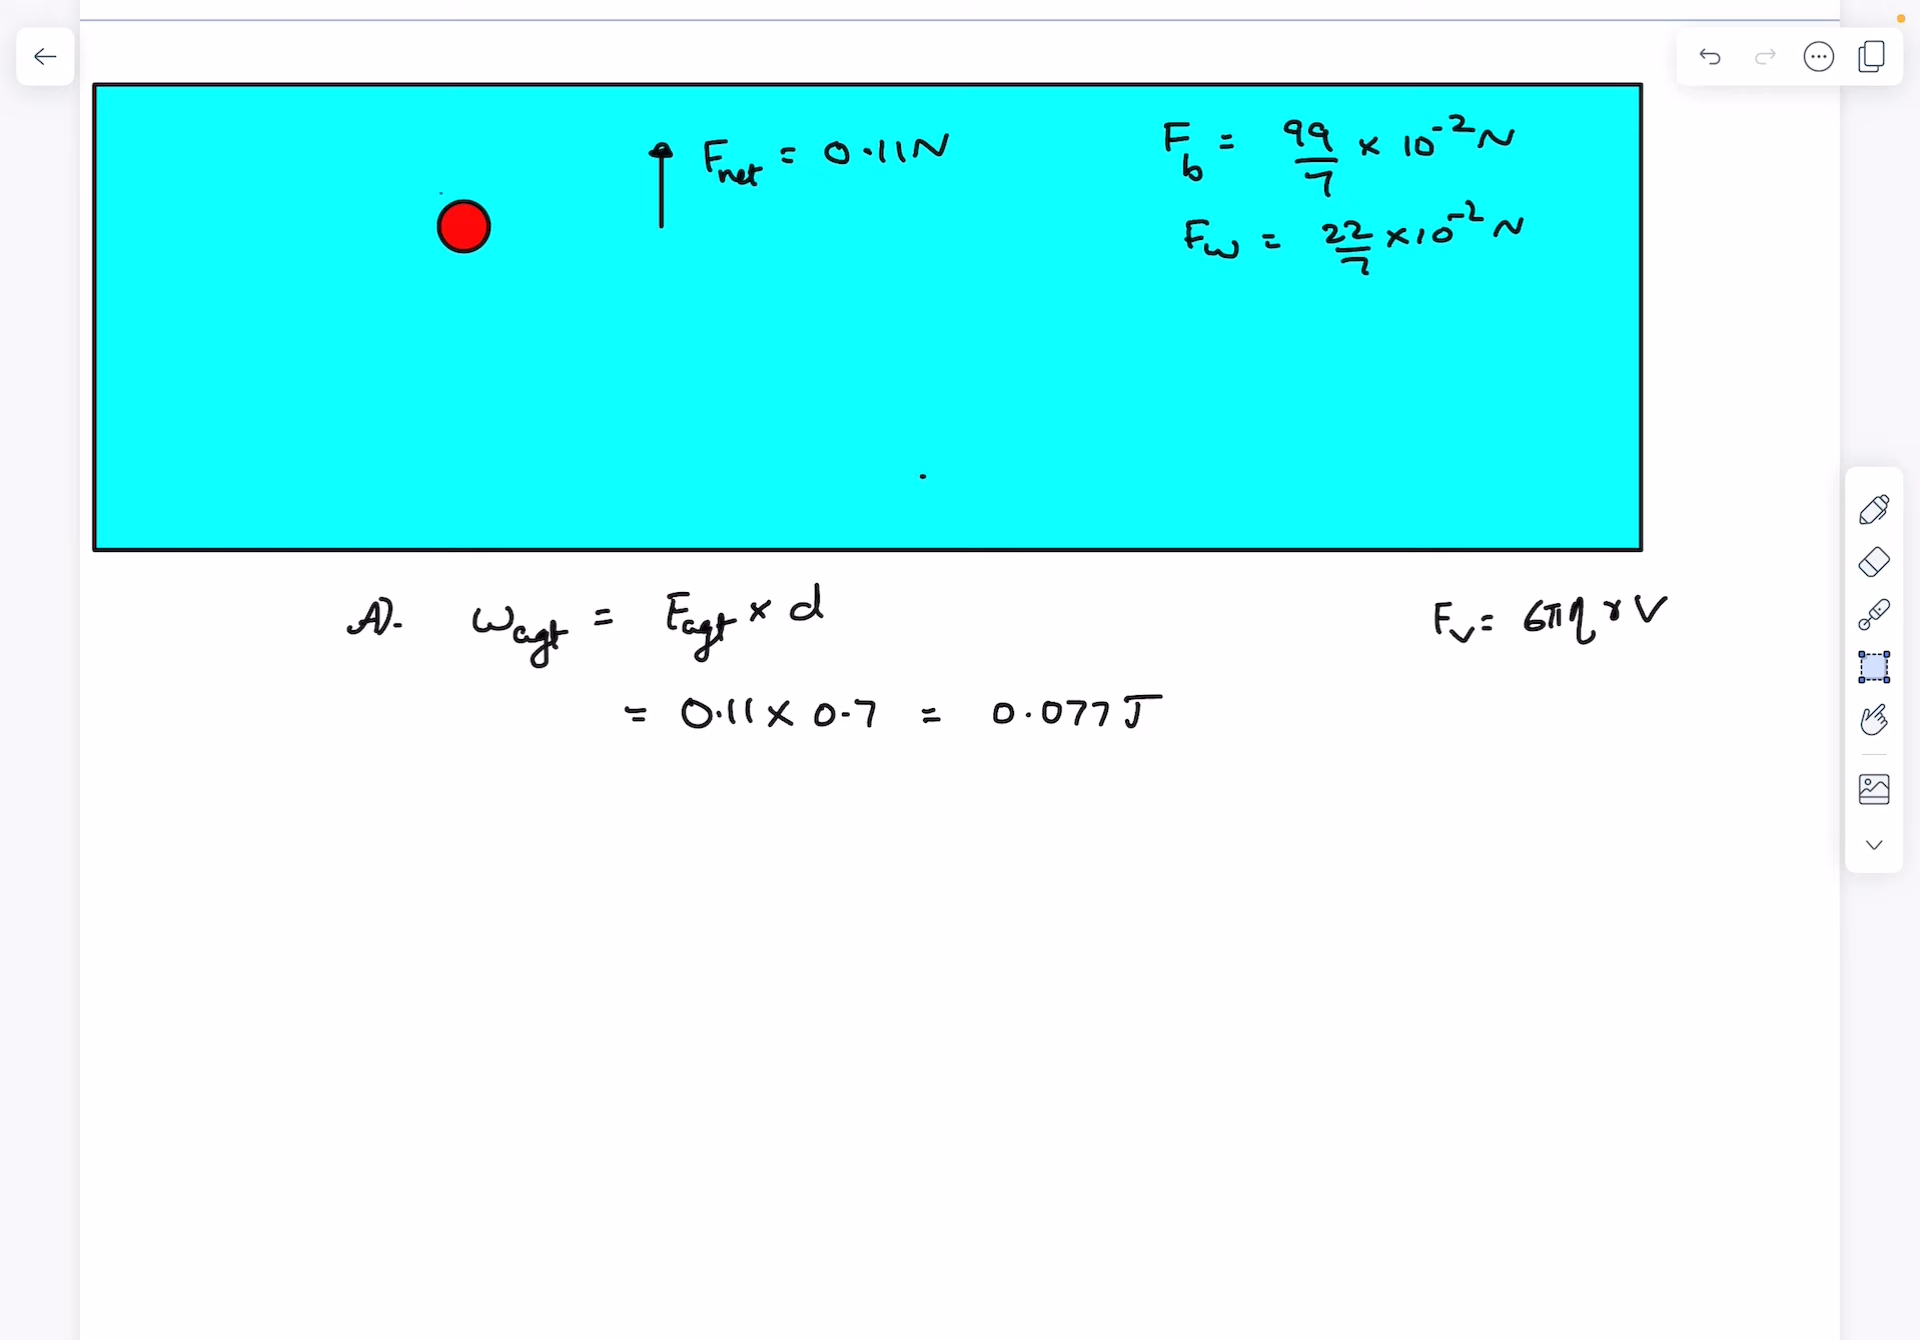 F_net = 0.11N
F_b = 99/7 × 10^-2 N
F_w = 22/7 × 10^-2 N
A). W_agt = F_agt × d
= 0.11 × 0.7 = 0.077 J
F_v = 6πηrV